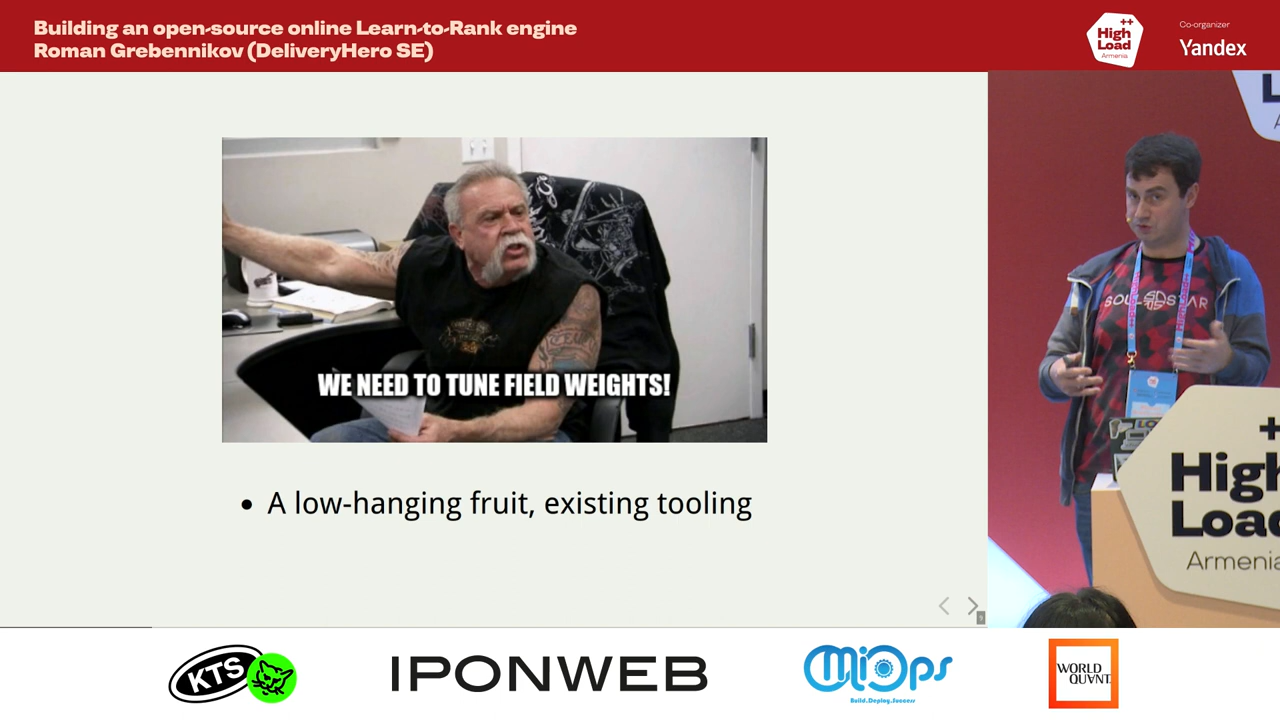 Building an open-source online Learn-to-Rank engine
Roman Grebennikov (DeliveryHero SE)
++
High
Load
Armenia
Co-organizer
Yandex
WE NEED TO TUNE FIELD WEIGHTS!
• A low-hanging fruit, existing tooling
SOULSDSTAR
High
Load
Armenia
KTS
IPONWEB
MiOps
Build.Deploy.Success
WORLD
QUANT